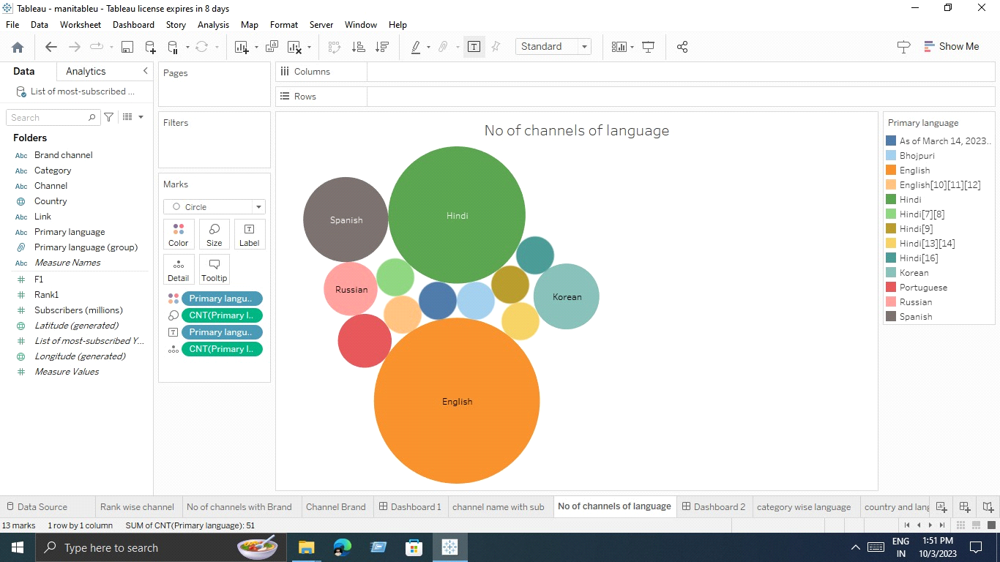 Tableau - manitableu - Tableau license expires in 8 days
File Data Worksheet Dashboard Story Analysis Map Format Server Window Help
Standard
Show Me
Data Analytics
List of most-subscribed ...
Search
Folders
Abc Brand channel
Abc Category
Abc Channel
Country
Abc Link
Abc Primary language
Primary language (group)
Abc Measure Names
F1
Rank1
Subscribers (millions)
Latitude (generated)
List of most-subscribed Y...
Longitude (generated)
Measure Values
Pages
Filters
Marks
Circle
Color Size Label
Detail Tooltip
Primary langu..
CNT(Primary l..
Primary langu..
CNT(Primary l..
Columns
Rows
No of channels of language
Hindi
Spanish
Russian
Korean
English
Primary language
As of March 14, 2023..
Bhojpuri
English
English[10][11][12]
Hindi
Hindi[7][8]
Hindi[9]
Hindi[13][14]
Hindi[16]
Korean
Portuguese
Russian
Spanish
Data Source Rank wise channel No of channels with Brand Channel Brand Dashboard 1 channel name with sub No of channels of language Dashboard 2 category wise language country and lang
13 marks 1 row by 1 column SUM of CNT(Primary language): 51
Type here to search
ENG
IN
1:51 PM
10/3/2023